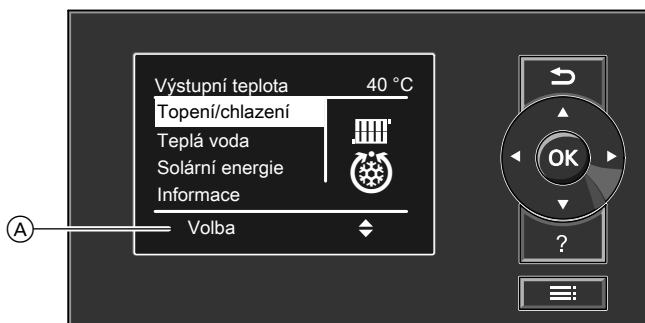 Výstupní teplota 40 °C
Topení/chlazení
Teplá voda
Solární energie
Informace
Volba
A
OK
?